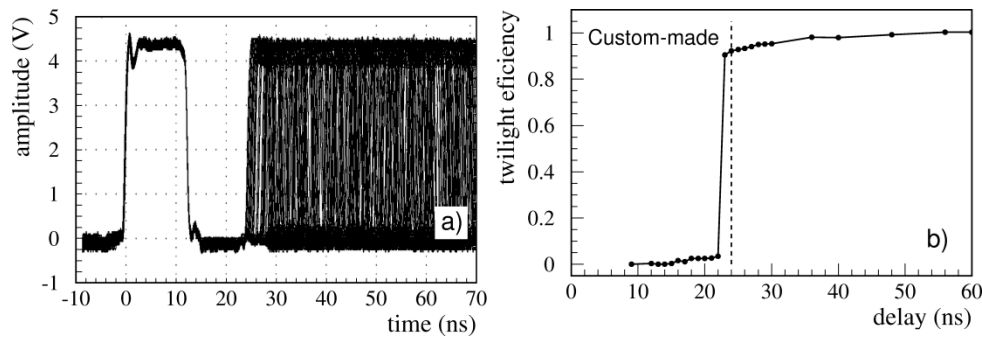 amplitude (V)
5
4
3
2
1
0
-1
-10 0 10 20 30 40 50 60 70
time (ns)
a)
twilight eficiency
1
0.8
0.6
0.4
0.2
0
Custom-made
b)
0 10 20 30 40 50 60
delay (ns)